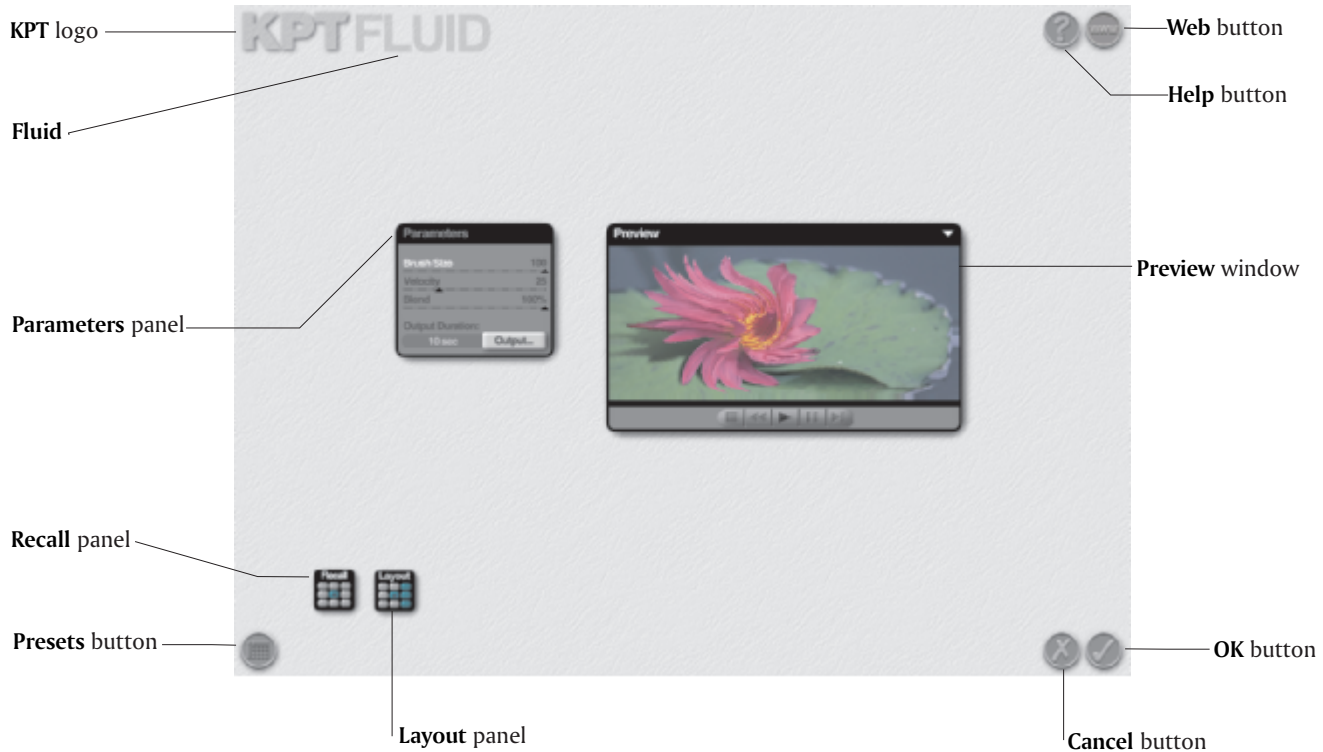 KPT logo
KPTFLUID
Web button
Help button
Fluid
Parameters
Brush Size 100
Velocity 25
Blend 100%
Output Duration:
10 sec Output...
Preview
Preview window
Parameters panel
Recall panel
Recall
Layout
Presets button
OK button
Layout panel
Cancel button